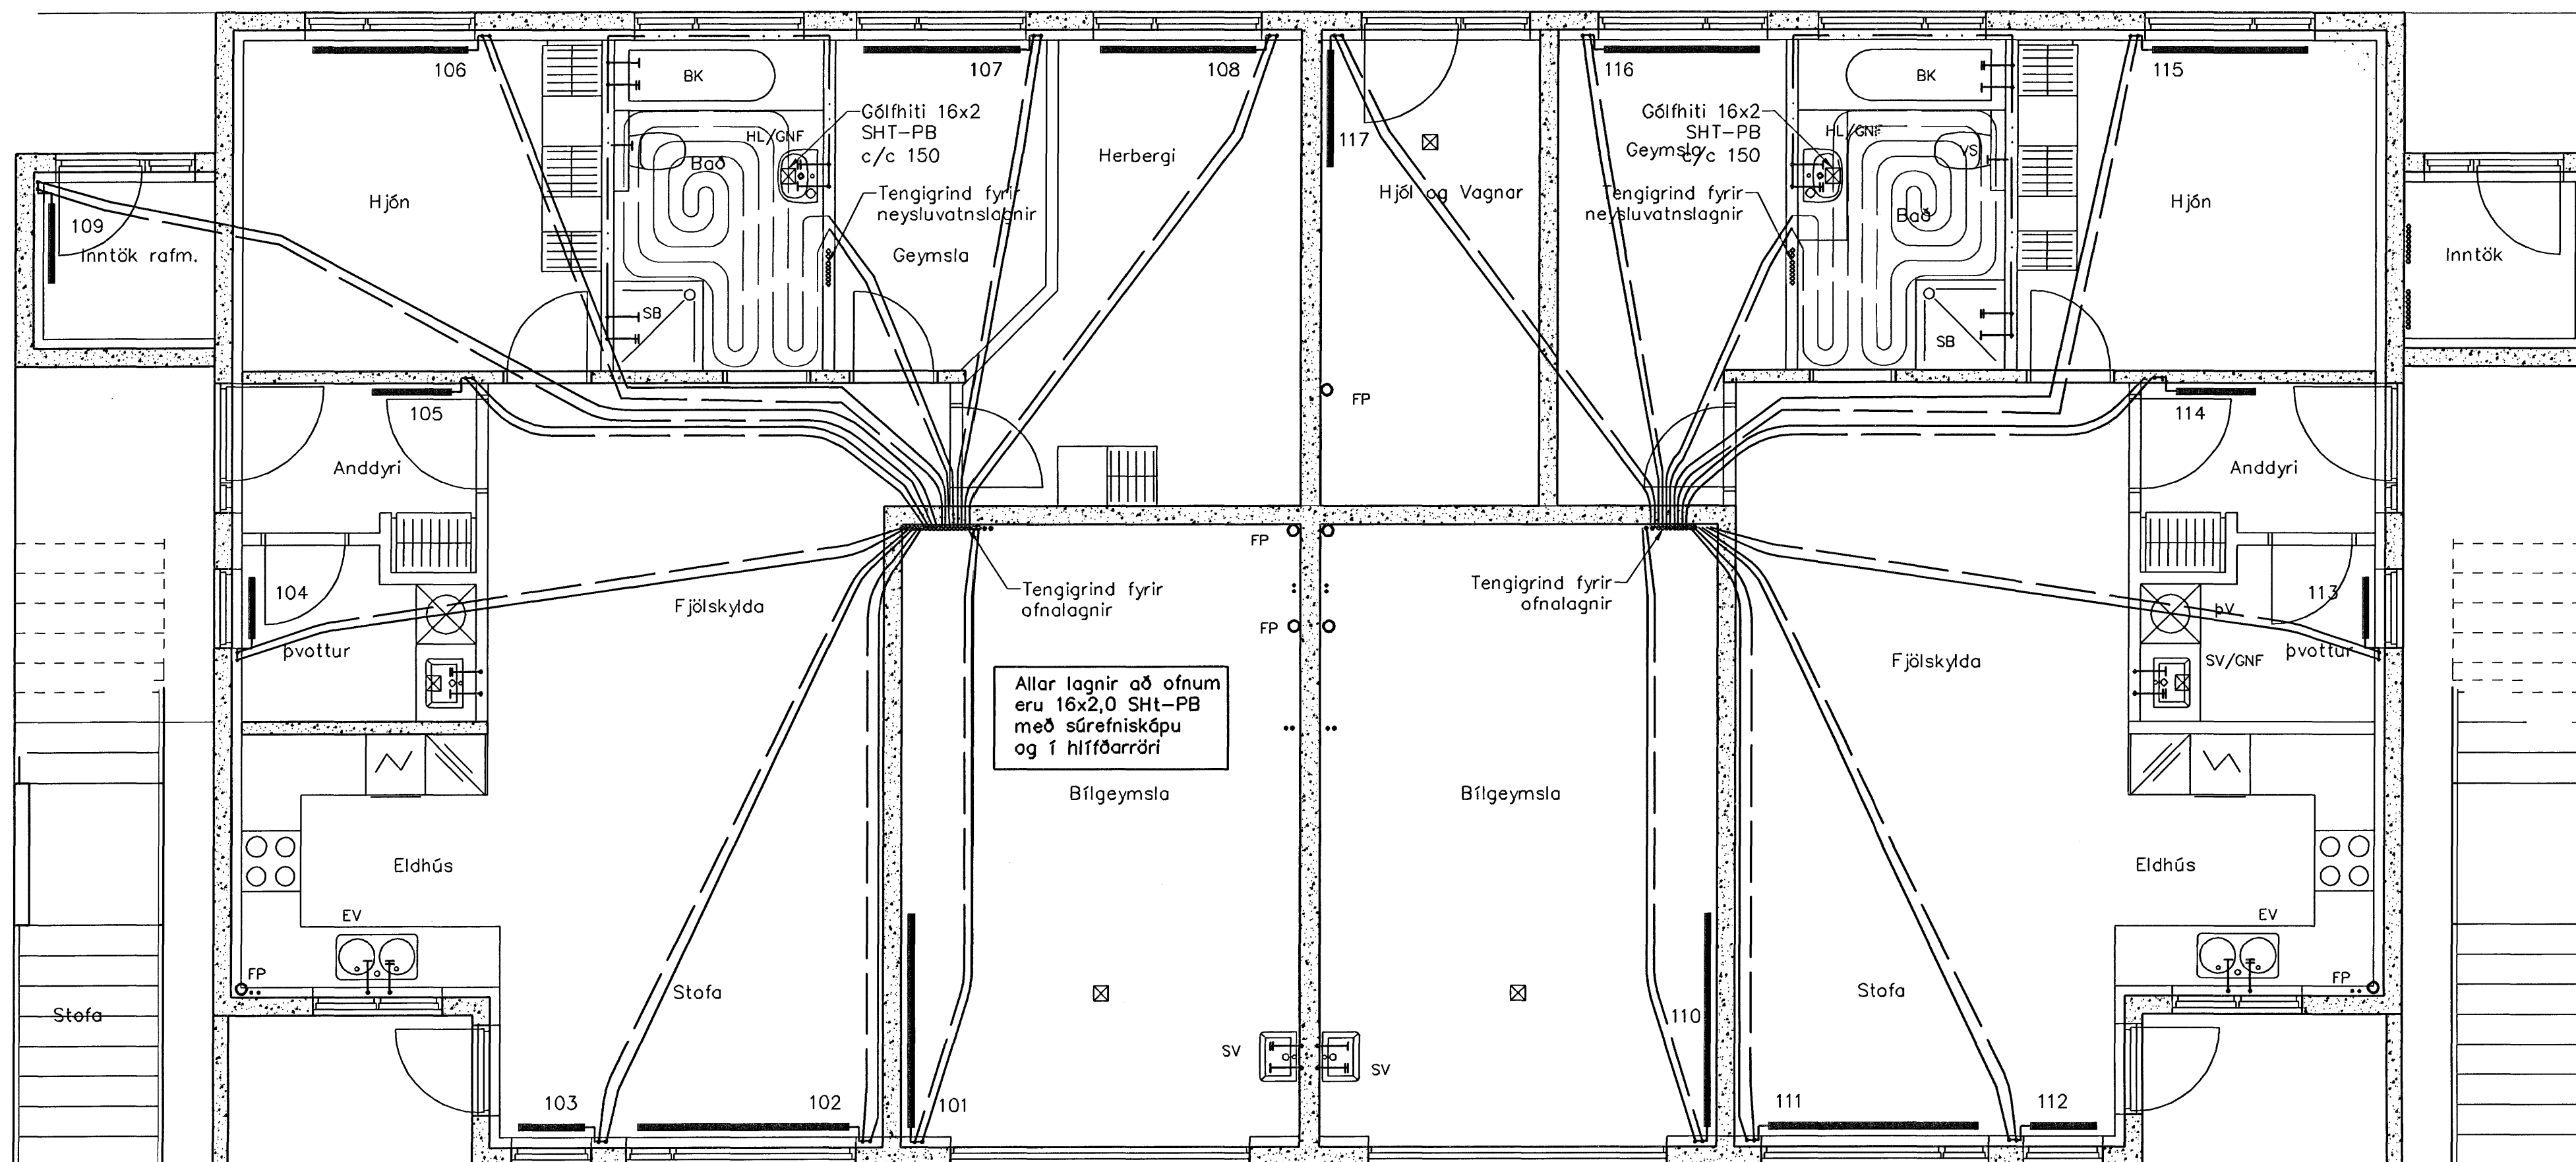 106
BK
107
108
116
BK
115
Gólfhiti 16x2
SHT-PB
c/c 150
HL/GNF
Bað
Herbergi
117
Gólfhiti 16x2
SHT-PB
c/c 150
Geymsla
HL/GNF
VS
Bað
Hjón
Tengigrind fyrir
neysluvatnslagnir
Hjól og Vagnar
Tengigrind fyrir
neysluvatnslagnir
Hjón
109
Inntök rafm.
Geymsla
Inntök
SB
SB
105
FP
114
Anddyri
Anddyri
FP
104
Fjölskylda
Tengigrind fyrir
ofnalagnir
Tengigrind fyrir
ofnalagnir
þV
113
FP
þvottur
Fjölskylda
SV/GNF
þvottur
Allar lagnir að ofnum
eru 16x2,0 SHt-PB
með súrefniskápu
og í hlífðarröri
Bílgeymsla
Bílgeymsla
Eldhús
Eldhús
EV
EV
FP
FP
Stofa
Stofa
Stofa
110
SV
SV
103
102
101
111
112